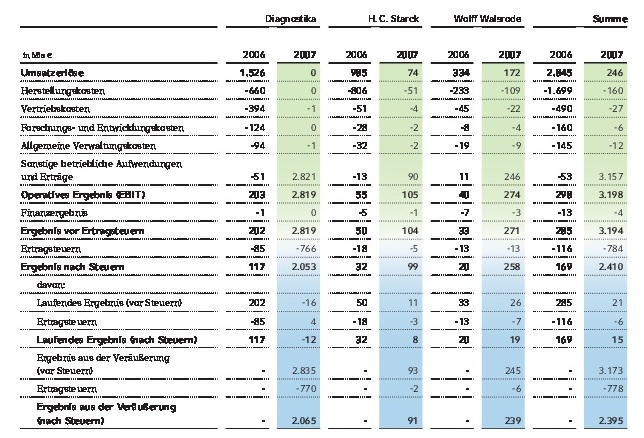 Diagnostika H. C. Starck Wolff Walsrode Summe
in Mio € 2006 2007 2006 2007 2006 2007 2006 2007
Umsatzerlöse 1.526 0 985 74 334 172 2.845 246
Herstellungskosten -660 0 -806 -51 -233 -109 -1.699 -160
Vertriebskosten -394 -1 -51 -4 -45 -22 -490 -27
Forschungs- und Entwicklungskosten -124 0 -28 -2 -8 -4 -160 -6
Allgemeine Verwaltungskosten -94 -1 -32 -2 -19 -9 -145 -12
Sonstige betriebliche Aufwendungen
und Erträge -51 2.821 -13 90 11 246 -53 3.157
Operatives Ergebnis (EBIT) 203 2.819 55 105 40 274 298 3.198
Finanzergebnis -1 0 -5 -1 -7 -3 -13 -4
Ergebnis vor Ertragsteuern 202 2.819 50 104 33 271 285 3.194
Ertragsteuern -85 -766 -18 -5 -13 -13 -116 -784
Ergebnis nach Steuern 117 2.053 32 99 20 258 169 2.410
davon:
Laufendes Ergebnis (vor Steuern) 202 -16 50 11 33 26 285 21
Ertragsteuern -85 4 -18 -3 -13 -7 -116 -6
Laufendes Ergebnis (nach Steuern) 117 -12 32 8 20 19 169 15
Ergebnis aus der Veräußerung
(vor Steuern) - 2.835 - 93 - 245 - 3.173
Ertragsteuern - -770 - -2 - -6 - -778
Ergebnis aus der Veräußerung
(nach Steuern) - 2.065 - 91 - 239 - 2.395